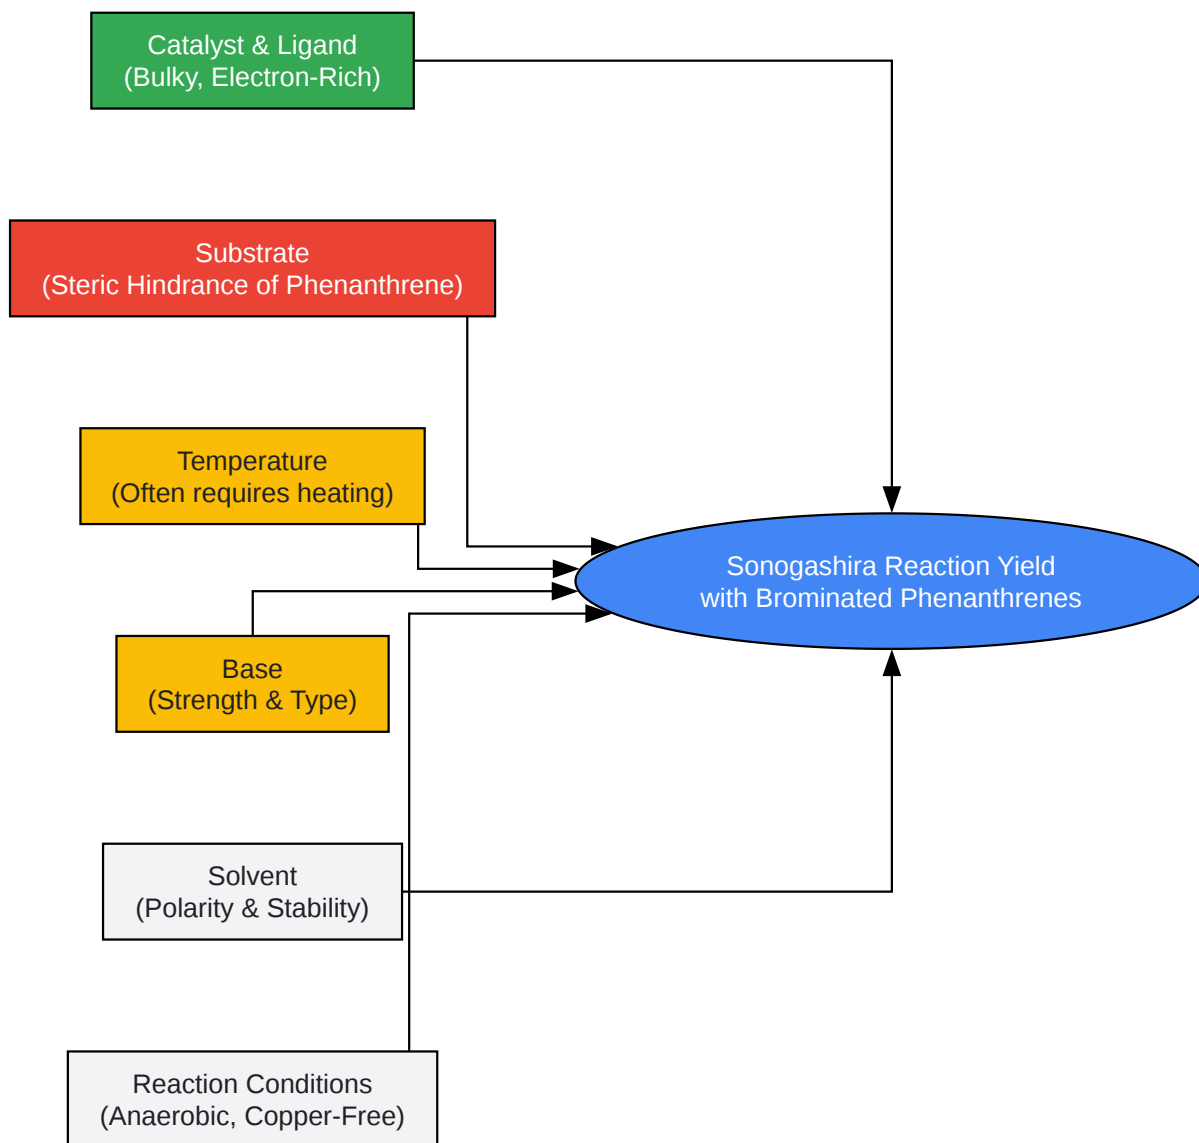 Catalyst & Ligand
(Bulky, Electron-Rich)
Substrate
(Steric Hindrance of Phenanthrene)
Temperature
(Often requires heating)
Sonogashira Reaction Yield
with Brominated Phenanthrenes
Base
(Strength & Type)
Solvent
(Polarity & Stability)
Reaction Conditions
(Anaerobic, Copper-Free)